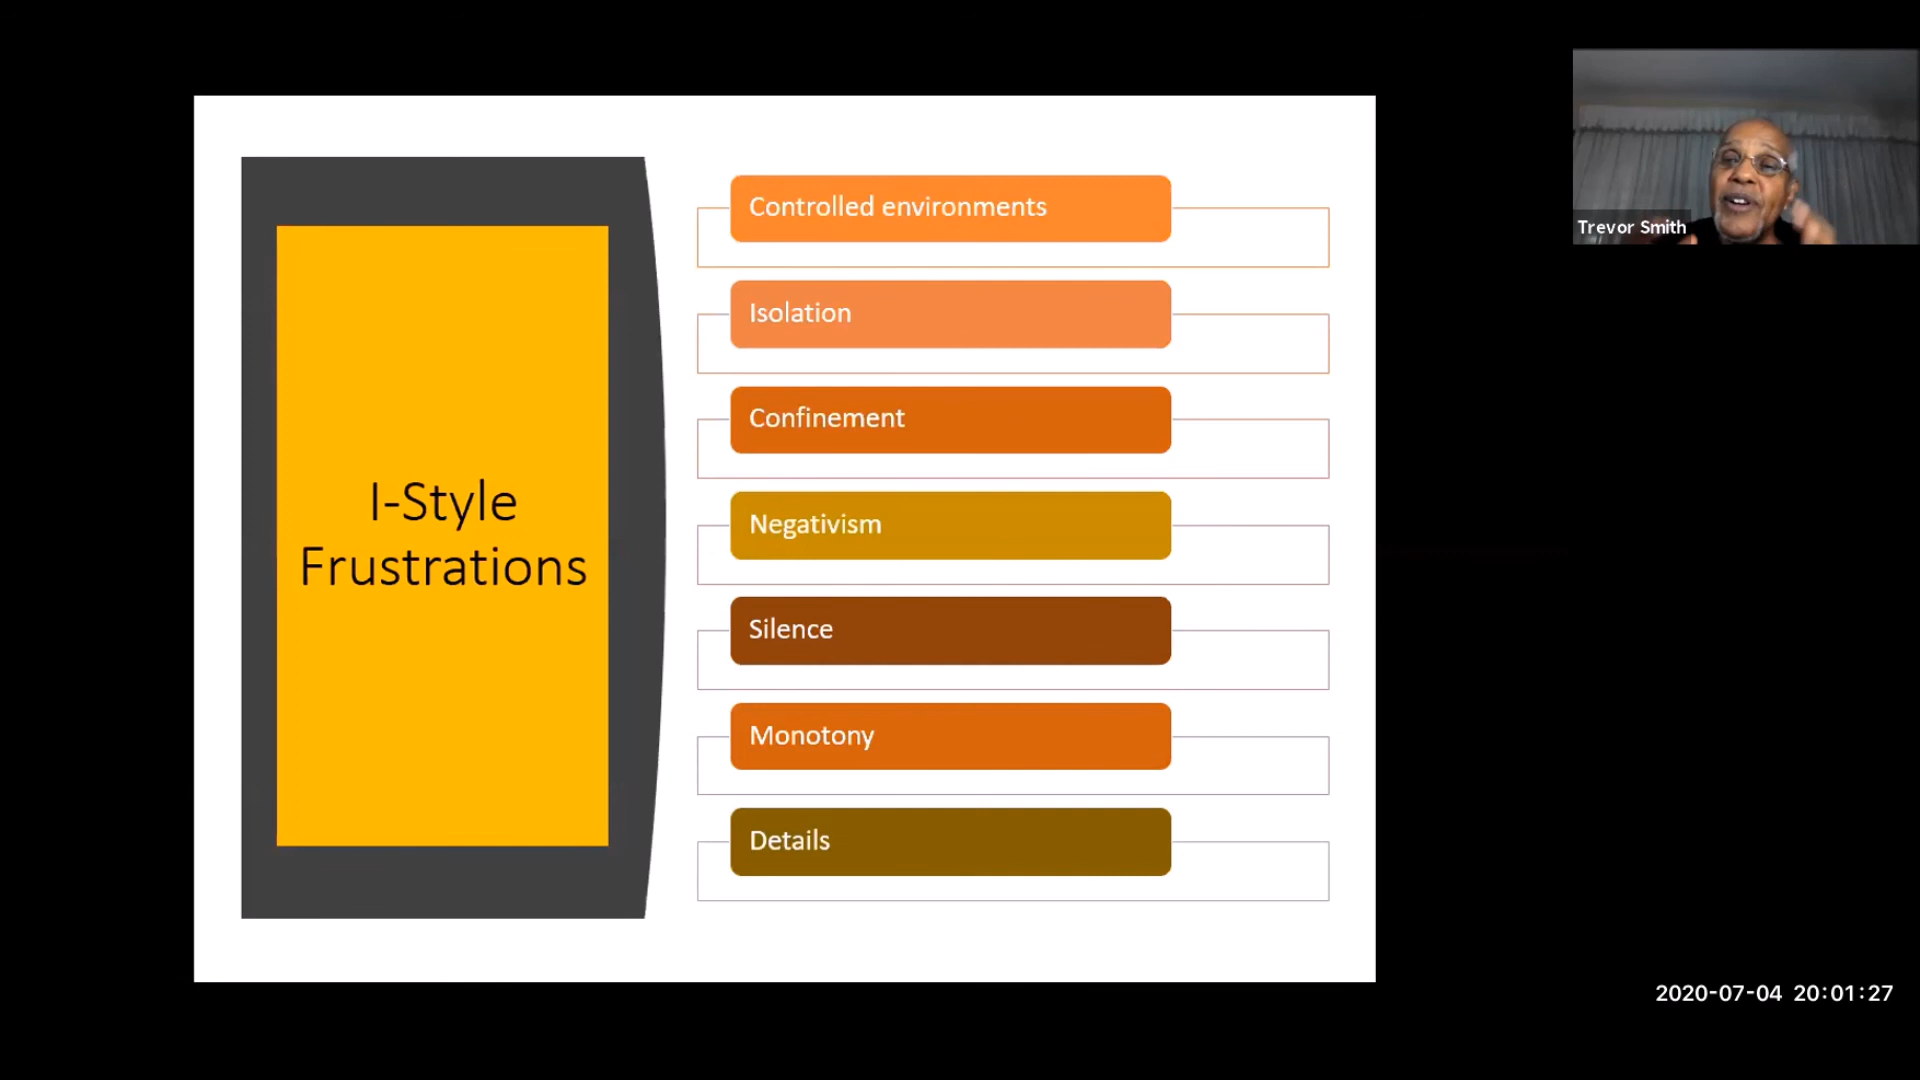 I-Style
Frustrations
Controlled environments
Isolation
Confinement
Negativism
Silence
Monotony
Details
Trevor Smith
2020-07-04 20:01:27